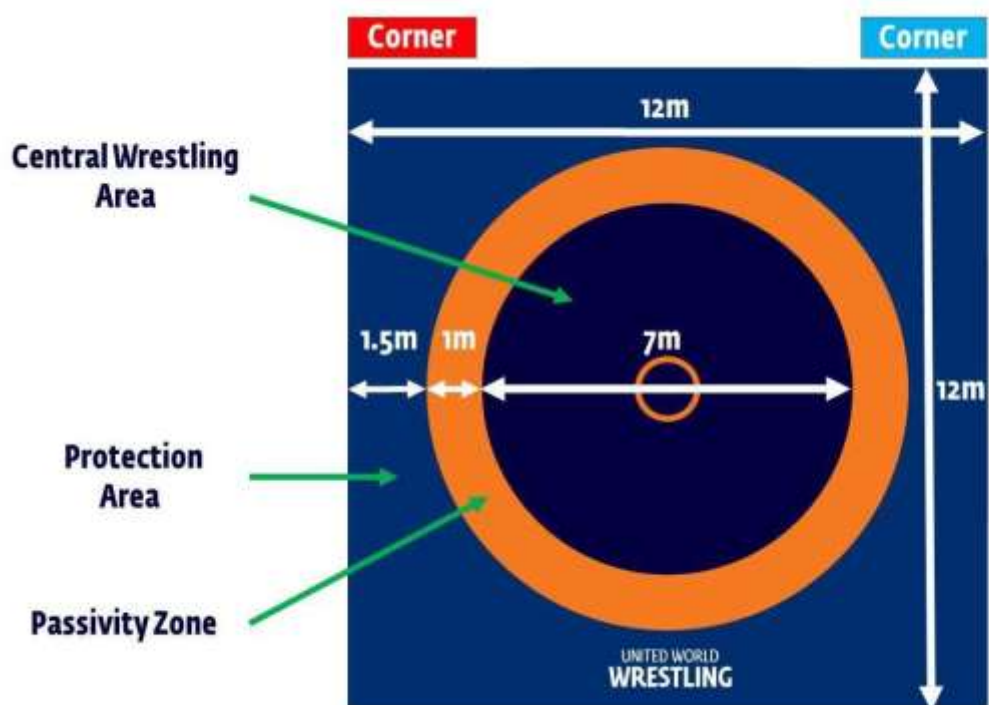 Corner
Corner
12m
Central Wrestling
Area
1.5m
1m
7m
12m
Protection
Area
Passivity Zone
UNITED WORLD
WRESTLING